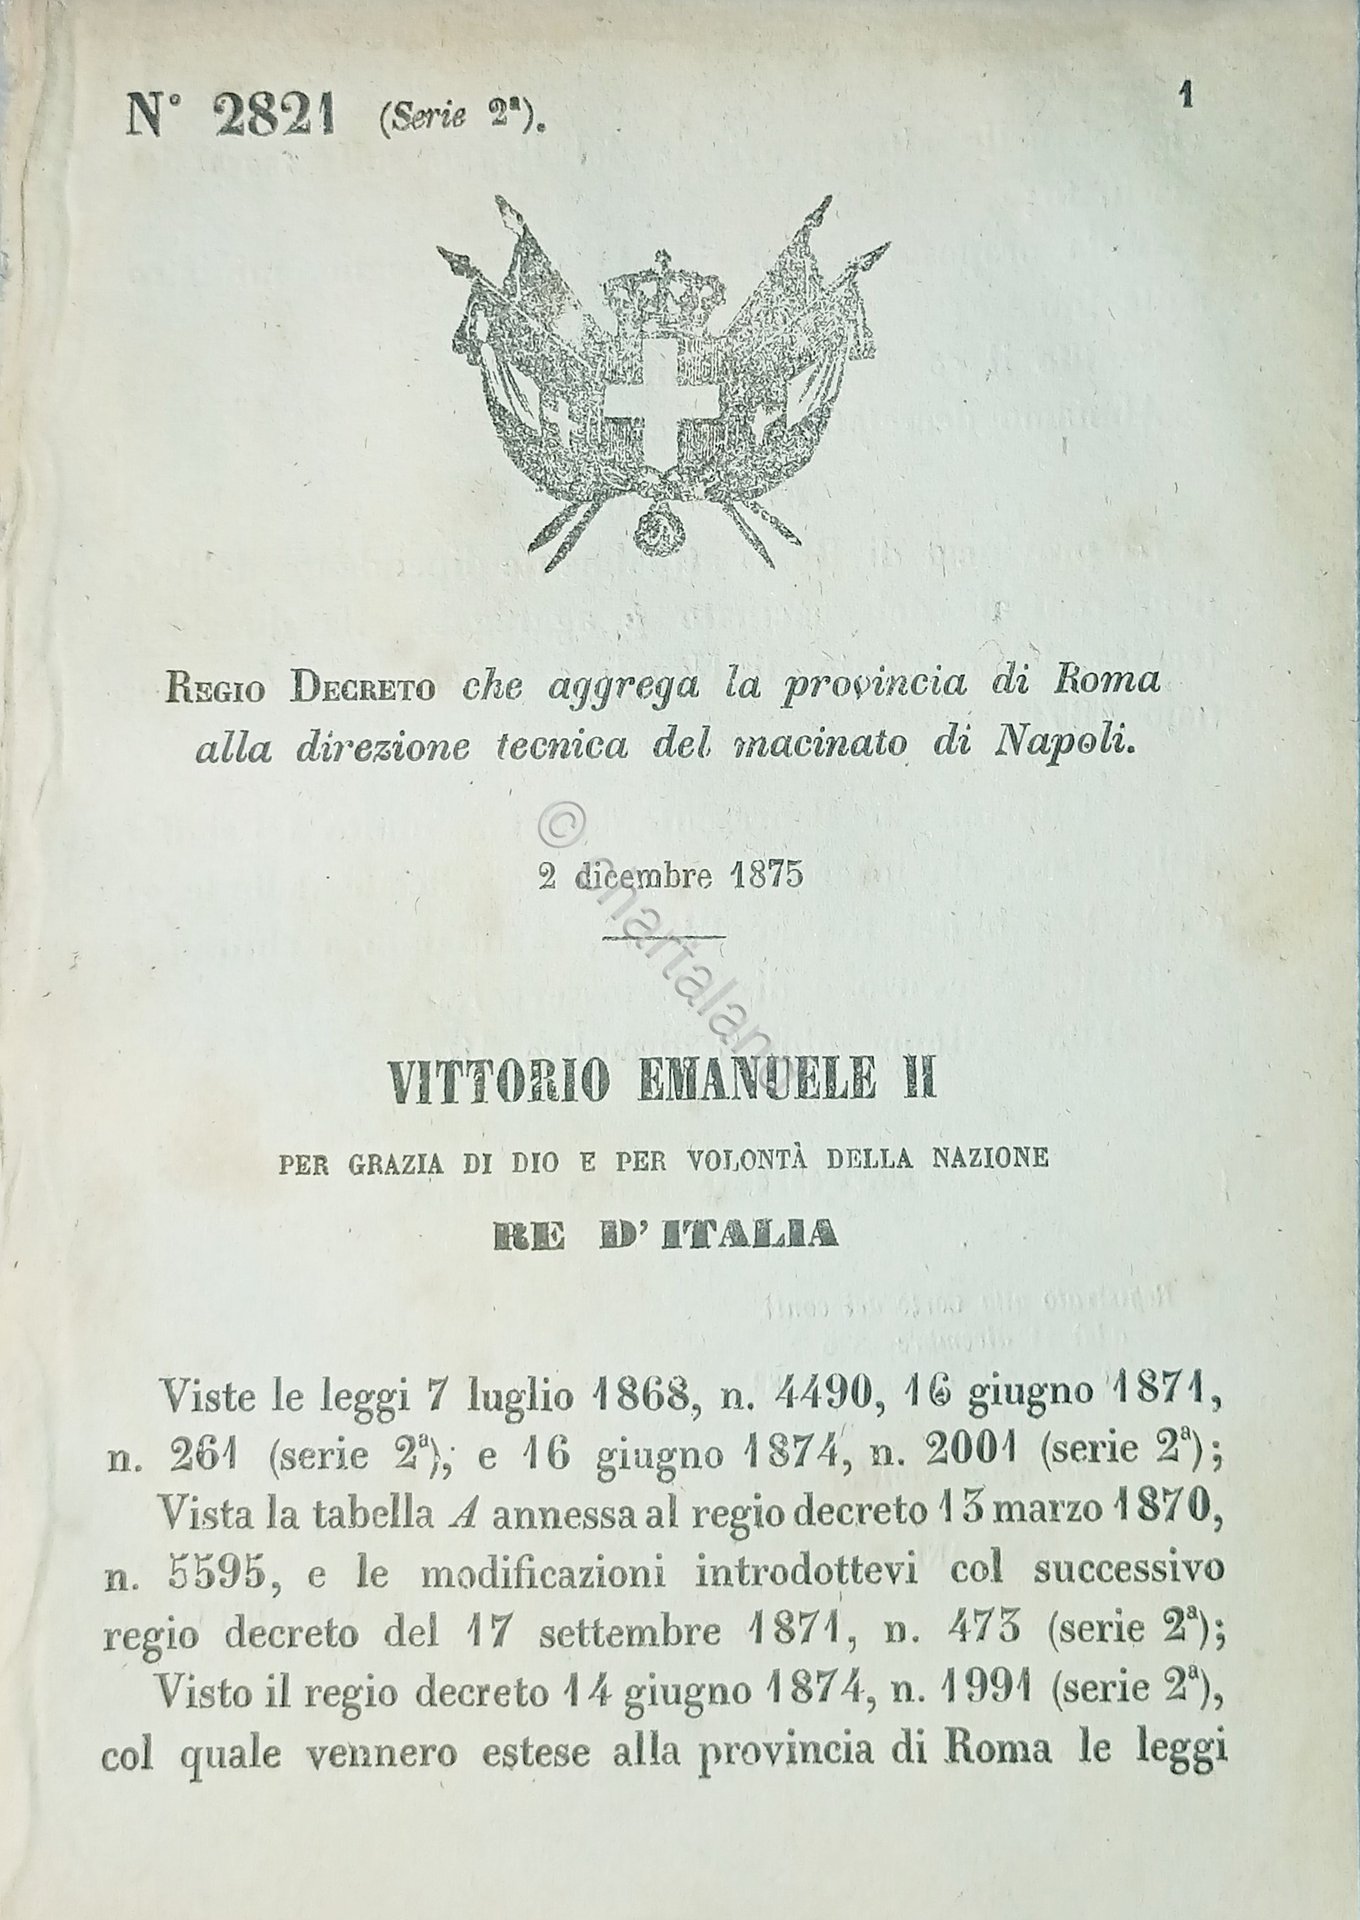 N° 2821 (Serie 2ª).
1
REGIO DECRETO che aggrega la provincia di Roma
alla direzione tecnica del macinato di Napoli.
2 dicembre 1875
© chartaland
VITTORIO EMANUELE II
PER GRAZIA DI DIO E PER VOLONTÀ DELLA NAZIONE
RE D'ITALIA
Viste le leggi 7 luglio 1868, n. 4490, 16 giugno 1871,
n. 261 (serie 2ª); e 16 giugno 1874, n. 2001 (serie 2ª);
Vista la tabella A annessa al regio decreto 13 marzo 1870,
n. 5595, e le modificazioni introdottevi col successivo
regio decreto del 17 settembre 1871, n. 473 (serie 2ª);
Visto il regio decreto 14 giugno 1874, n. 1991 (serie 2ª),
col quale vennero estese alla provincia di Roma le leggi